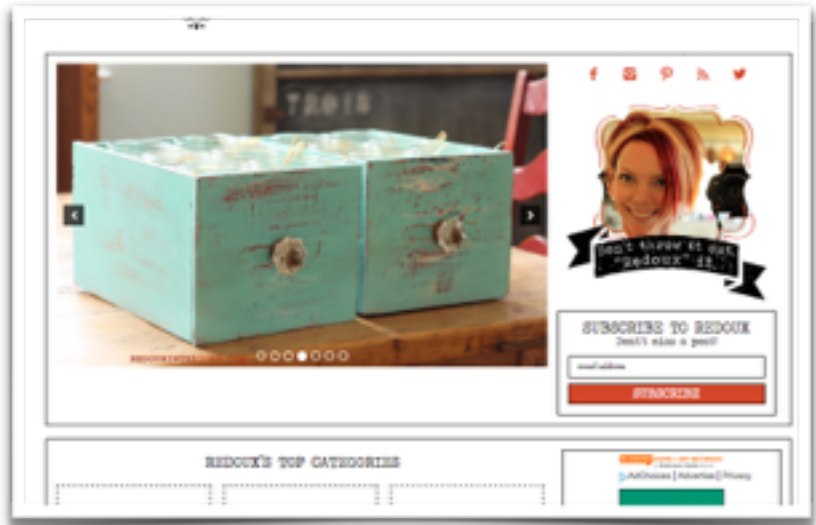 Don't throw it out,
"Redoux" it
SUBSCRIBE TO REDOUX
Don't miss a post!
email address
SUBSCRIBE
REDOUX'S TOP CATEGORIES
AdChoices | Advertise | Privacy